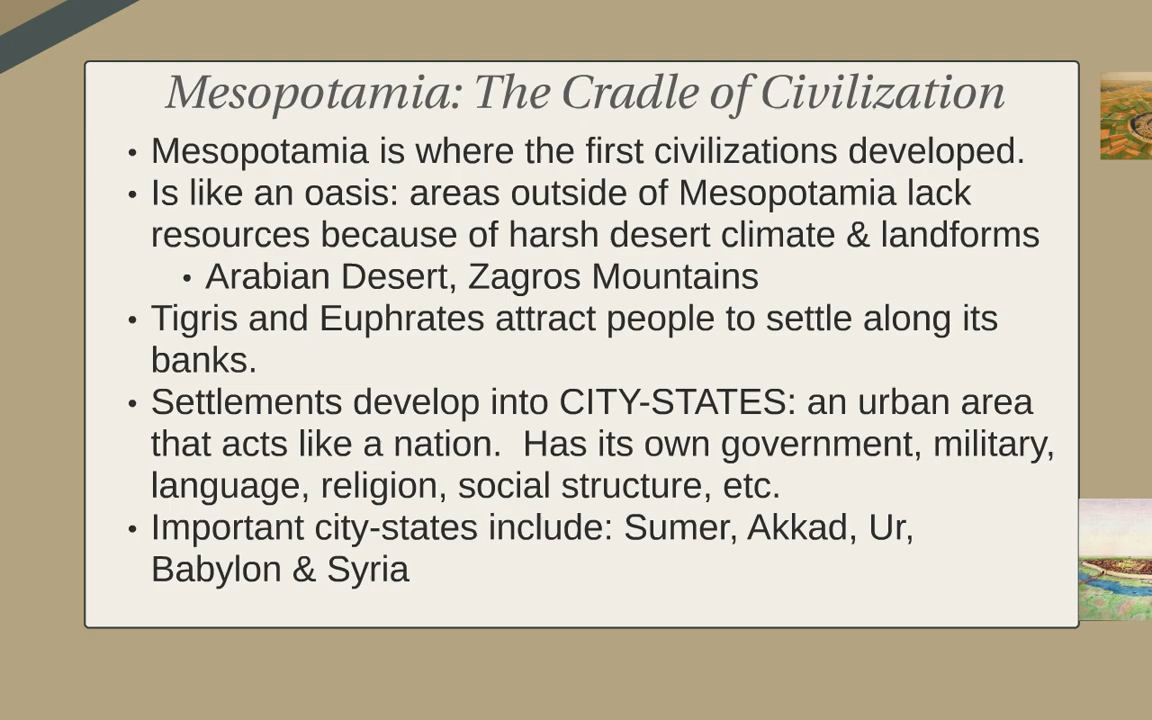 Mesopotamia: The Cradle of Civilization
• Mesopotamia is where the first civilizations developed.
• Is like an oasis: areas outside of Mesopotamia lack
resources because of harsh desert climate & landforms
• Arabian Desert, Zagros Mountains
• Tigris and Euphrates attract people to settle along its
banks.
• Settlements develop into CITY-STATES: an urban area
that acts like a nation.  Has its own government, military,
language, religion, social structure, etc.
• Important city-states include: Sumer, Akkad, Ur,
Babylon & Syria